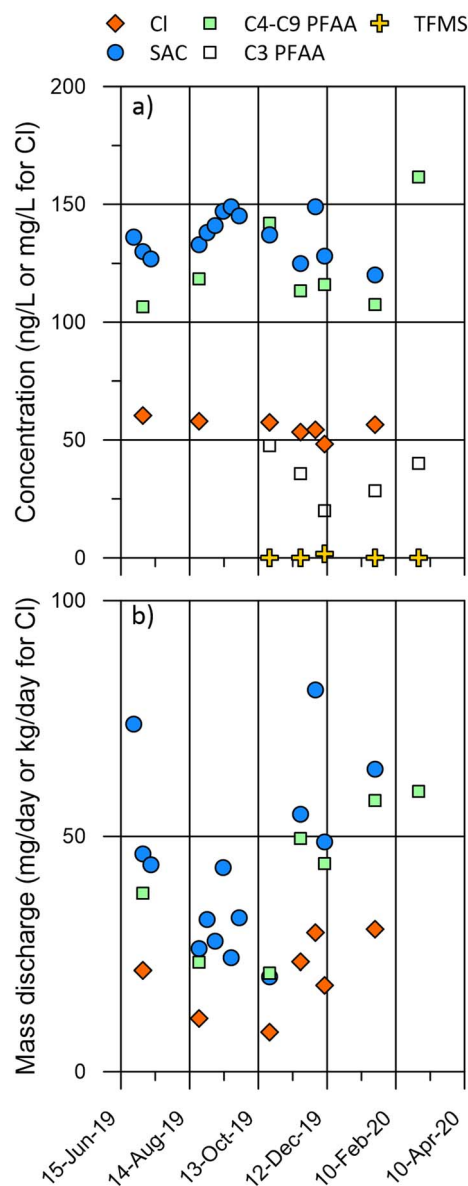 Cl C4-C9 PFAA TFMS
SAC C3 PFAA
a)
200
150
100
50
0
Concentration (ng/L or mg/L for Cl)
b)
100
50
0
Mass discharge (mg/day or kg/day for Cl)
15-Jun-19
14-Aug-19
13-Oct-19
12-Dec-19
10-Feb-20
10-Apr-20